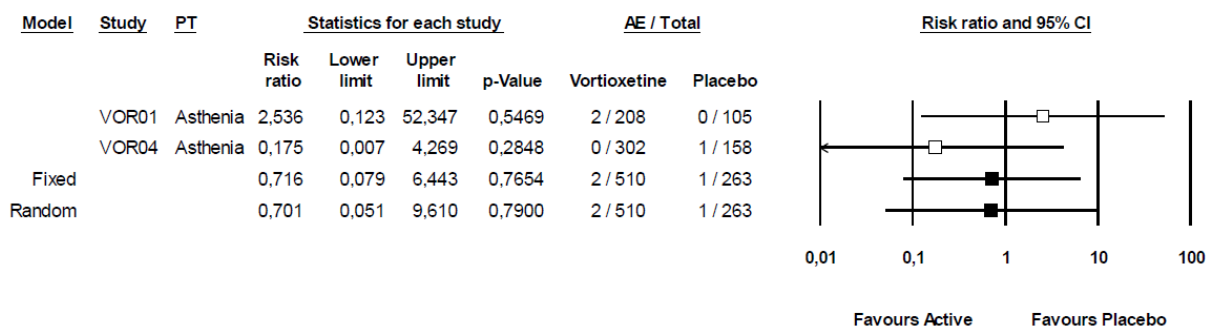 Model Study PT Statistics for each study AE / Total Risk ratio and 95% CI
Risk ratio Lower limit Upper limit p-Value Vortioxetine Placebo
VOR01 Asthenia 2,536 0,123 52,347 0,5469 2 / 208 0 / 105
VOR04 Asthenia 0,175 0,007 4,269 0,2848 0 / 302 1 / 158
Fixed 0,716 0,079 6,443 0,7654 2 / 510 1 / 263
Random 0,701 0,051 9,610 0,7900 2 / 510 1 / 263
0,01 0,1 1 10 100
Favours Active Favours Placebo